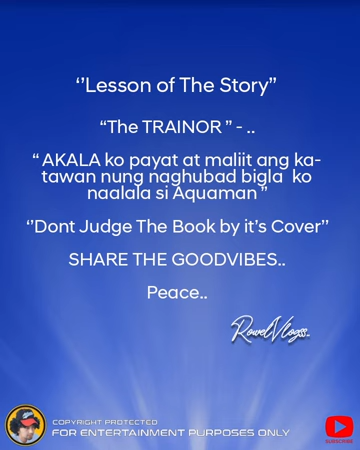 ‘’Lesson of The Story”
“The TRAINOR ” - ..
“ AKALA ko payat at maliit ang ka-
tawan nung naghubad bigla  ko
naalala si Aquaman ”
‘’Dont Judge The Book by it’s Cover’’
SHARE THE GOODVIBES..
Peace..
RowelVlogss..
COPYRIGHT PROTECTED
FOR ENTERTAINMENT PURPOSES ONLY
SUBSCRIBE